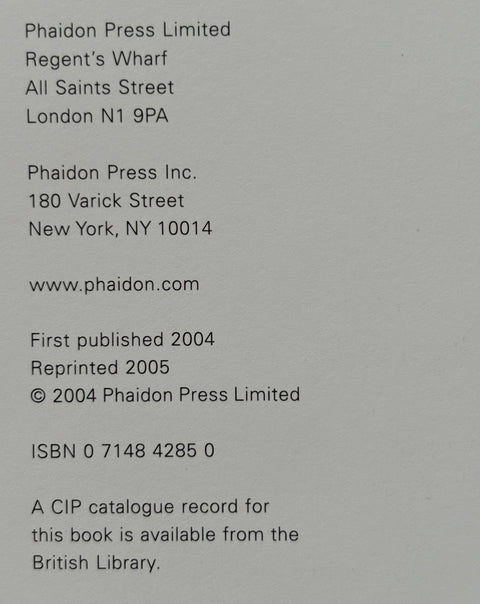 Phaidon Press Limited
Regent's Wharf
All Saints Street
London N1 9PA
Phaidon Press Inc.
180 Varick Street
New York, NY 10014
www.phaidon.com
First published 2004
Reprinted 2005
© 2004 Phaidon Press Limited
ISBN 0 7148 4285 0
A CIP catalogue record for
this book is available from the
British Library.